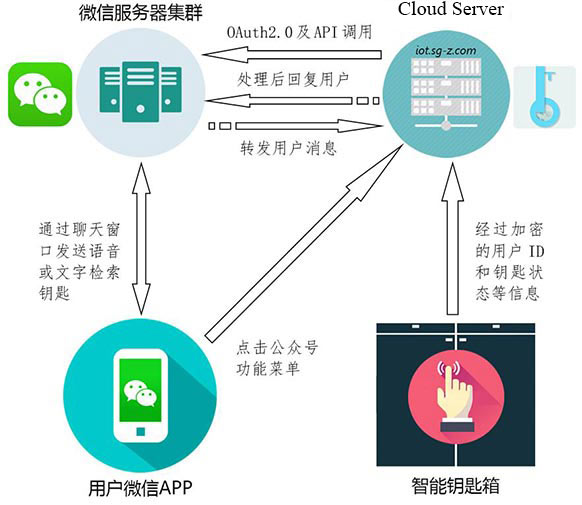 微信服务器集群
Cloud Server
OAuth2.0及API调用
iot.sg-z.com
处理后回复用户
转发用户消息
通过聊天窗
口发送语音
或文字检索
钥匙
经过加密
的用户ID
和钥匙状
态等信息
点击公众号
功能菜单
用户微信APP
智能钥匙箱